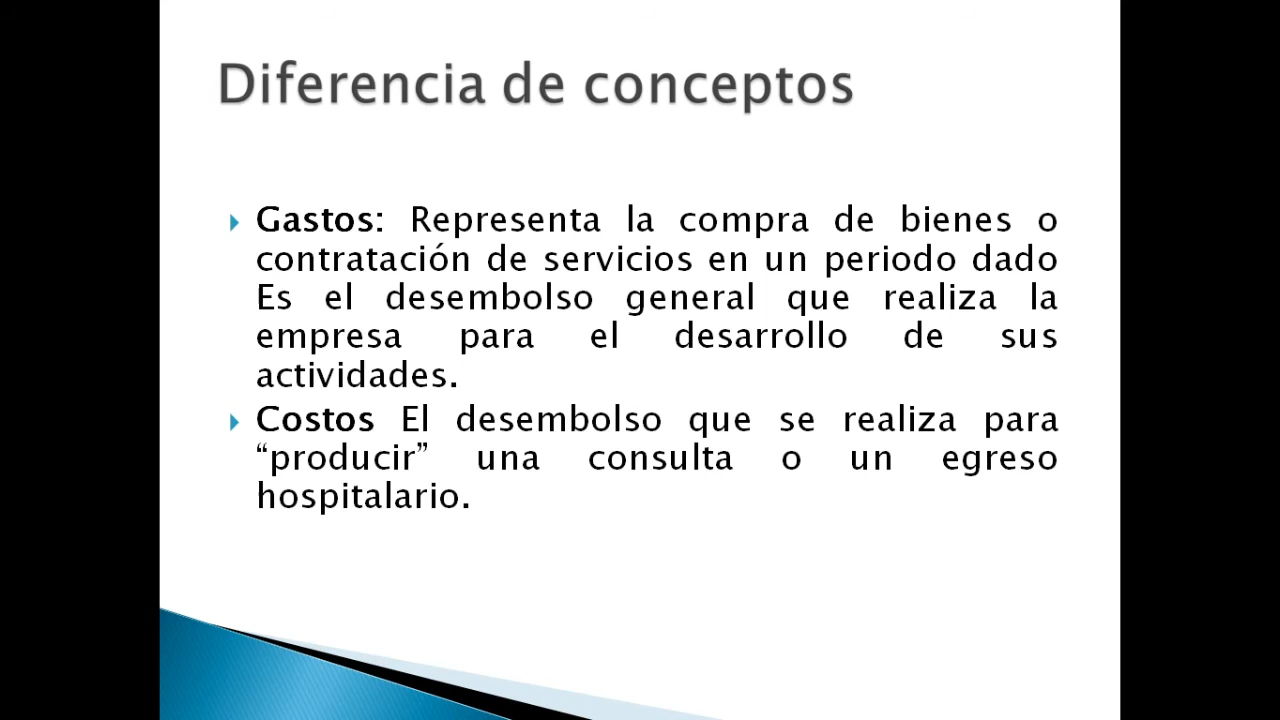 Diferencia de conceptos
Gastos: Representa la compra de bienes o
contratación de servicios en un periodo dado
Es el desembolso general que realiza la
empresa para el desarrollo de sus
actividades.
Costos El desembolso que se realiza para
“producir” una consulta o un egreso
hospitalario.